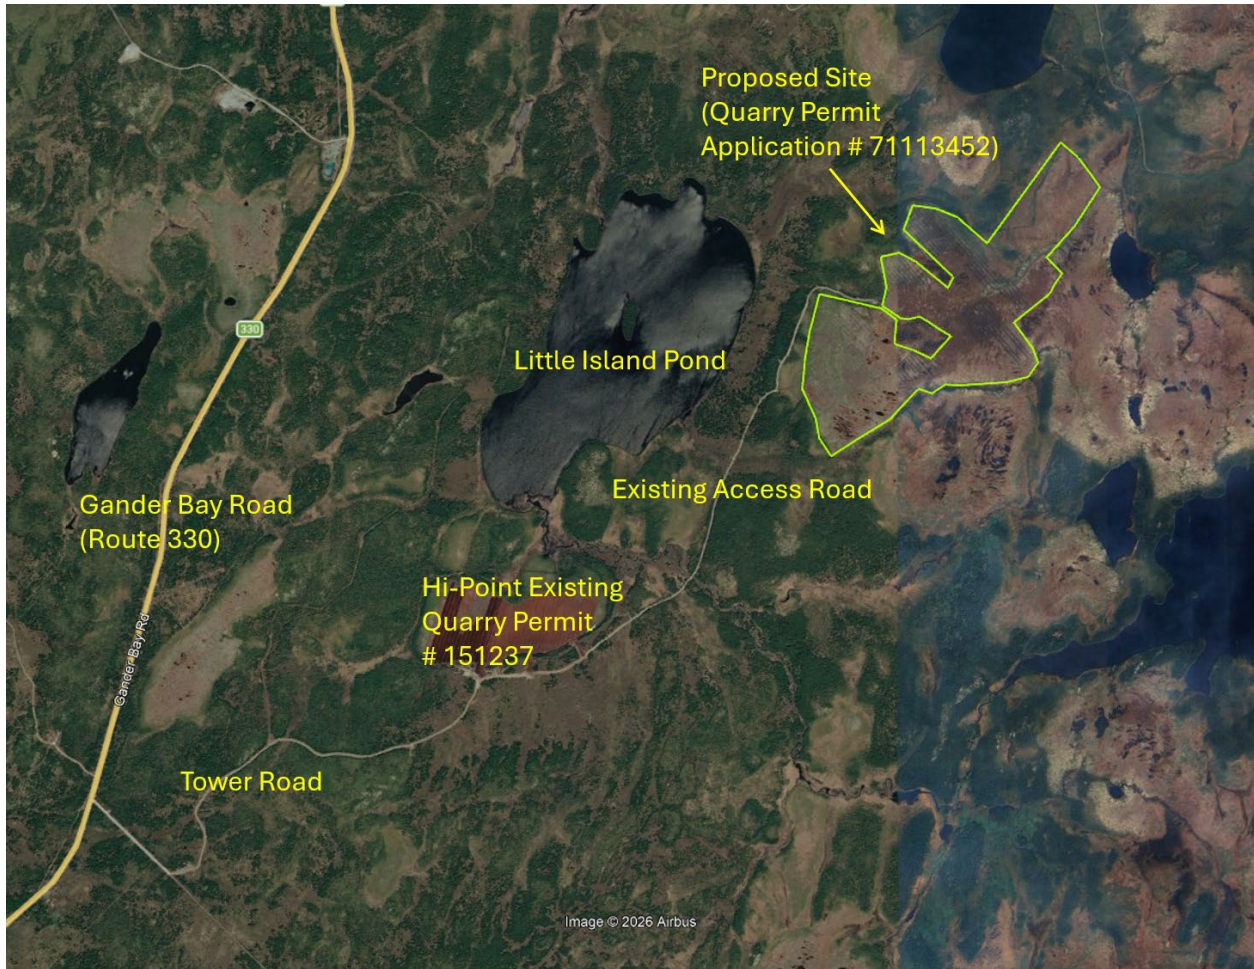 Proposed Site
(Quarry Permit
Application # 71113452)
330
Little Island Pond
Gander Bay Road
(Route 330)
Existing Access Road
Hi-Point Existing
Quarry Permit
# 151237
Gander Bay Rd
Tower Road
Image © 2026 Airbus